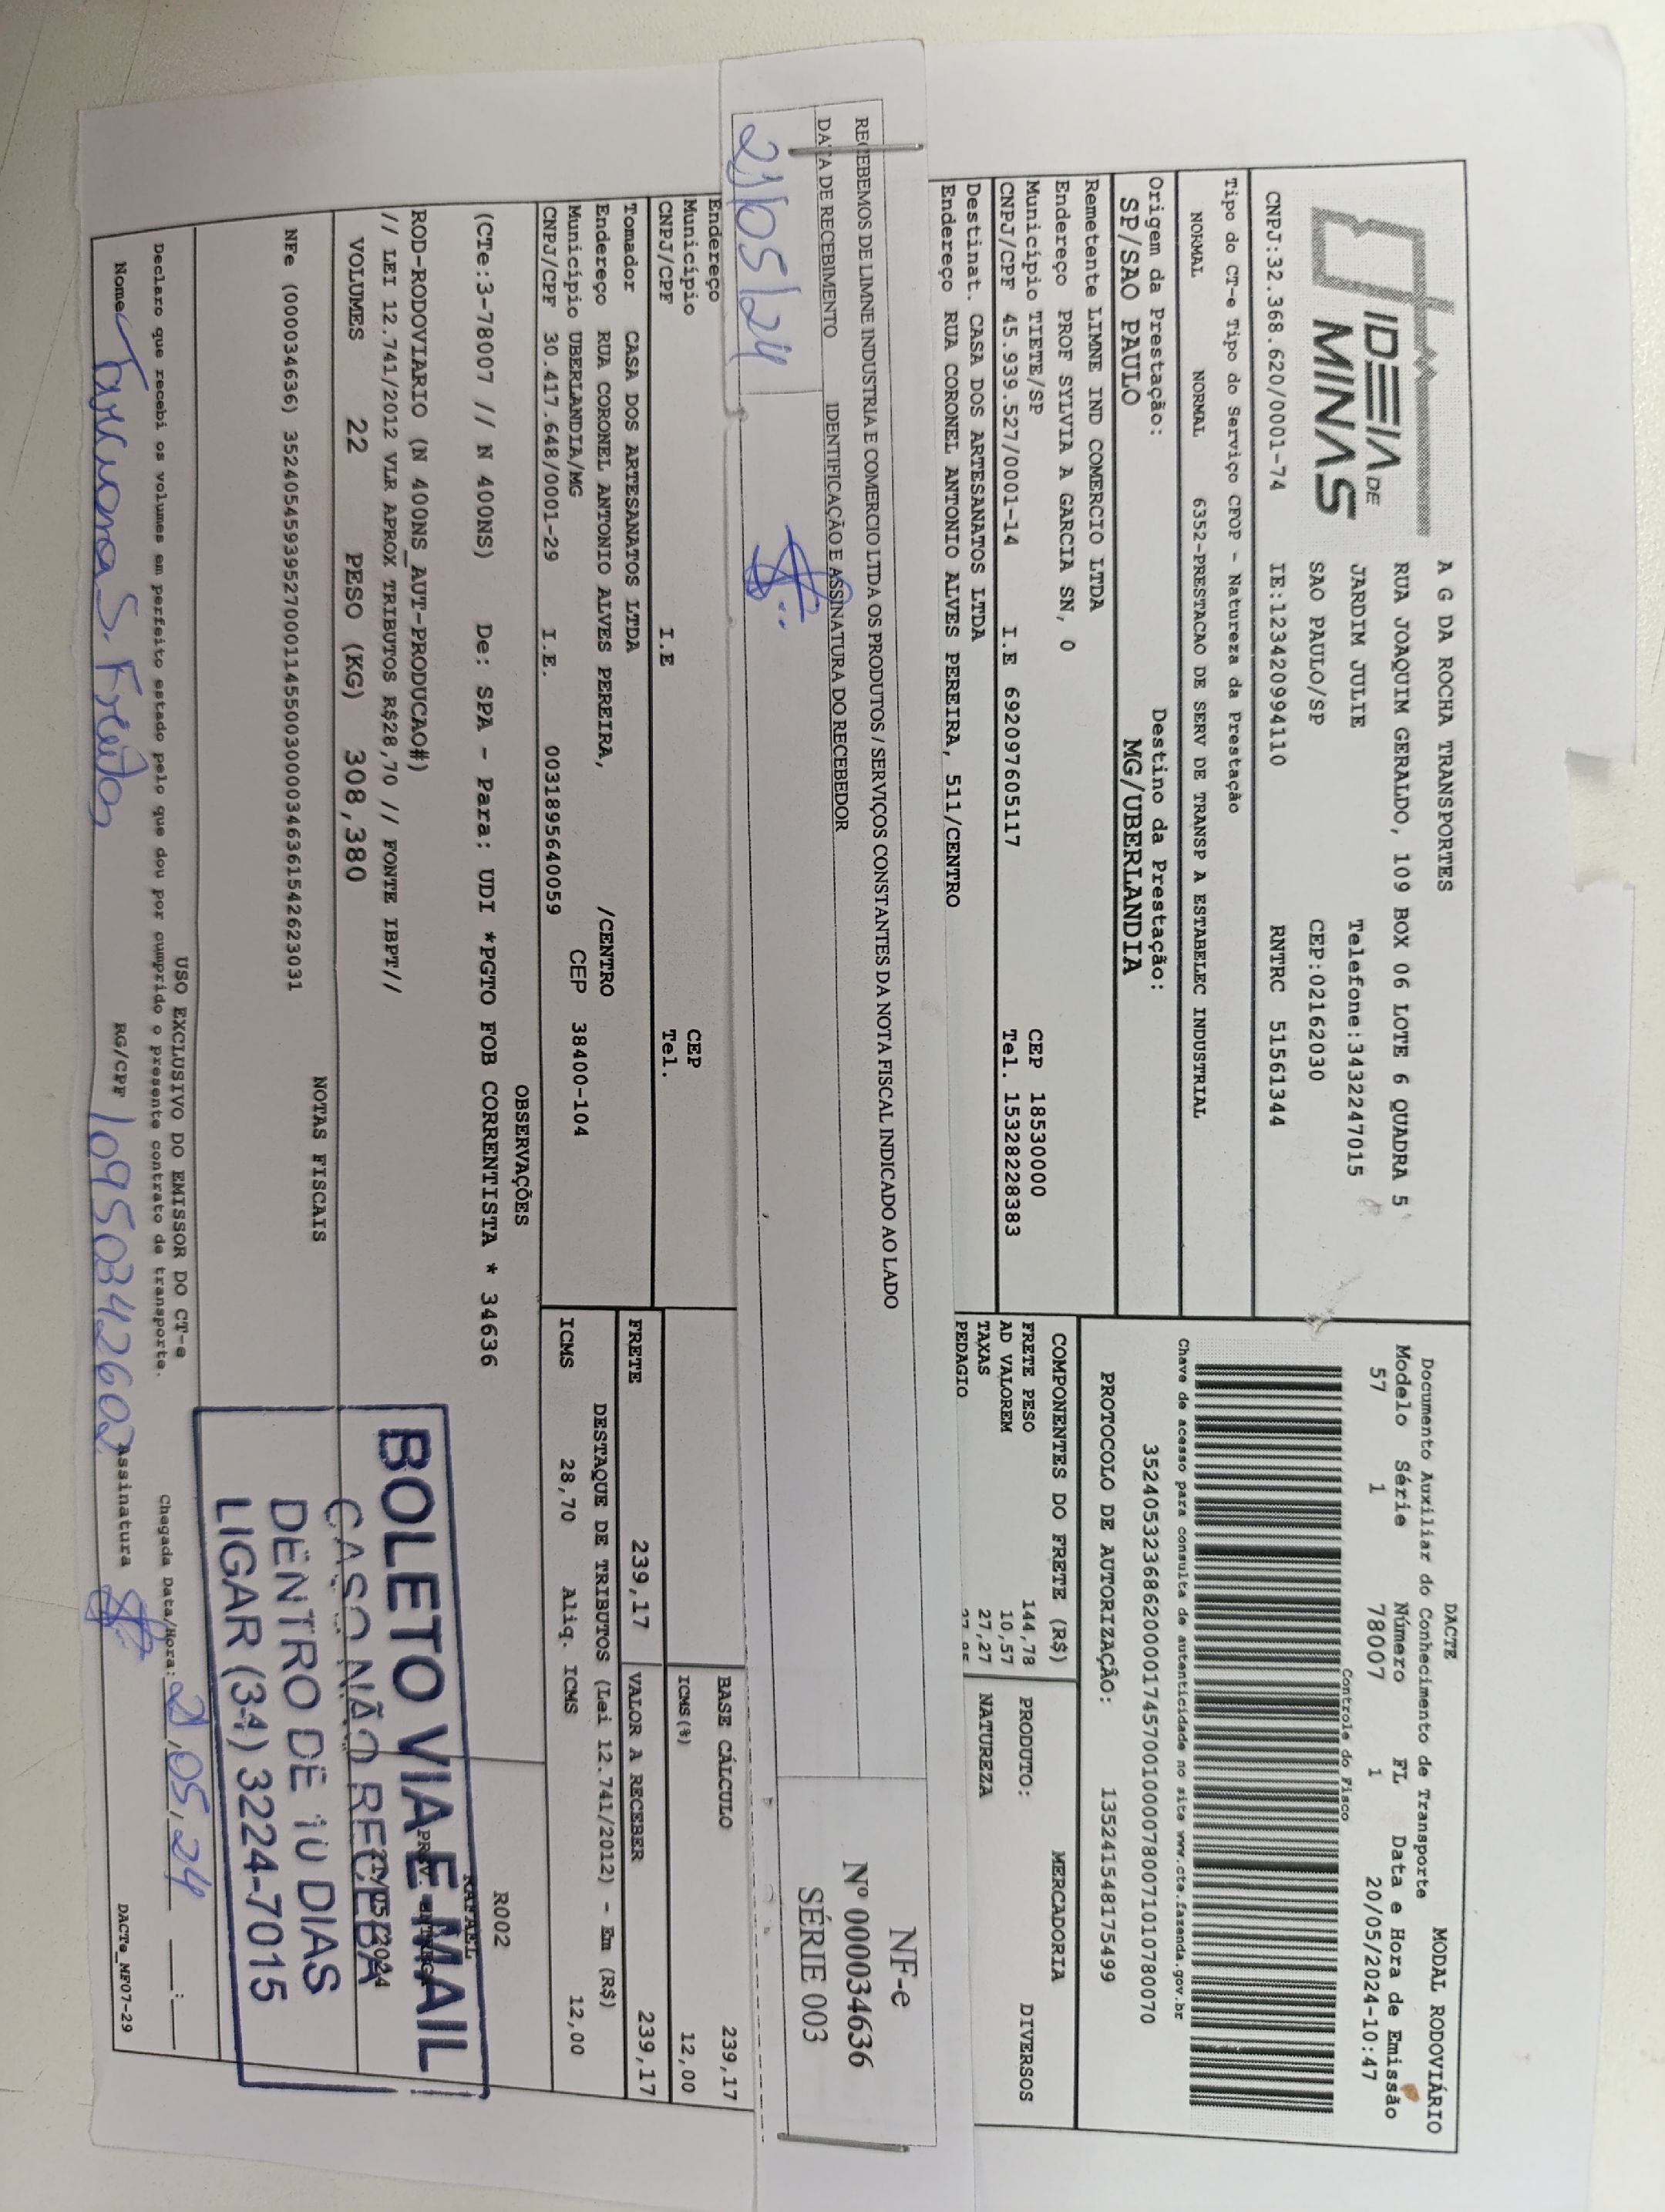 IDEIA DE
MINAS
A G DA ROCHA TRANSPORTES
RUA JOAQUIM GERALDO, 109 BOX 06 LOTE 6 QUADRA 5
JARDIM JULIE Telefone:3432247015
SAO PAULO/SP CEP:02162030
CNPJ:32.368.620/0001-74 IE:123420994110 RNTRC 51561344
Tipo do CT-e Tipo do Serviço CFOP - Natureza da Prestação
NORMAL NORMAL 6352-PRESTACAO DE SERV DE TRANSP A ESTABELEC INDUSTRIAL
Origem da Prestação: Destino da Prestação:
SP/SAO PAULO MG/UBERLANDIA
Remetente LIMNE IND COMERCIO LTDA
Endereço PROF SYLVIA A GARCIA SN, 0
Município TIETE/SP CEP 18530000
CNPJ/CPF 45.939.527/0001-14 I.E 692097605117 Tel. 15328228383
Destinat. CASA DOS ARTESANATOS LTDA
Endereço RUA CORONEL ANTONIO ALVES PEREIRA, 511/CENTRO
DACTE MODAL RODOVIÁRIO
Documento Auxiliar do Conhecimento de Transporte
Modelo Série Número FL Data e Hora de Emissão
57 1 78007 1 20/05/2024-10:47
Controle do Fisco
Chave de acesso para consulta de autenticidade no site www.cte.fazenda.gov.br
35240532368620000174570010000780071010780070
PROTOCOLO DE AUTORIZAÇÃO: 135241548175499
COMPONENTES DO FRETE (R$) MERCADORIA
FRETE PESO 144,78 PRODUTO: DIVERSOS
AD VALOREM 10,57
TAXAS 27,27 NATUREZA
PEDAGIO
RECEBEMOS DE LIMNE INDUSTRIA E COMERCIO LTDA OS PRODUTOS / SERVIÇOS CONSTANTES DA NOTA FISCAL INDICADO AO LADO
DATA DE RECEBIMENTO IDENTIFICAÇÃO E ASSINATURA DO RECEBEDOR
21/05/24
NF-e
Nº 000034636
SÉRIE 003
Endereço
Município CEP
CNPJ/CPF I.E Tel.
BASE CÁLCULO 239,17
ICMS(%) 12,00
Tomador CASA DOS ARTESANATOS LTDA
Endereço RUA CORONEL ANTONIO ALVES PEREIRA, /CENTRO
Município UBERLANDIA/MG CEP 38400-104
CNPJ/CPF 30.417.648/0001-29 I.E. 0031895640059
FRETE 239,17 VALOR A RECEBER 239,17
DESTAQUE DE TRIBUTOS (Lei 12.741/2012) - Em (R$)
ICMS 28,70 Aliq. ICMS 12,00
OBSERVAÇÕES
(CTe:3-78007 // N 400NS) De: SPA - Para: UDI *PGTO FOB CORRENTISTA * 34636
ROD-RODOVIARIO (N 400NS_AUT-PRODUCAO#)
// LEI 12.741/2012 VLR APROX TRIBUTOS R$28,70 // FONTE IBPT//
R002
RAFAEL
21/05/2024
VOLUMES 22 PESO (KG) 308,380
NOTAS FISCAIS
NFe (000034636) 35240545939527000114550030000346361542623031
BOLETO VIA E-MAIL
CASO NÃO RECEBA
DENTRO DE 10 DIAS
LIGAR (34) 3224-7015
USO EXCLUSIVO DO EMISSOR DO CT-e
Declaro que recebi os volumes em perfeito estado pelo que dou por cumprido o presente contrato de transporte. Chegada Data/Hora: 21/05/24 __:__
Nome S. Freitas RG/CPF 10950342602 Assinatura
DACTe_MF07-29